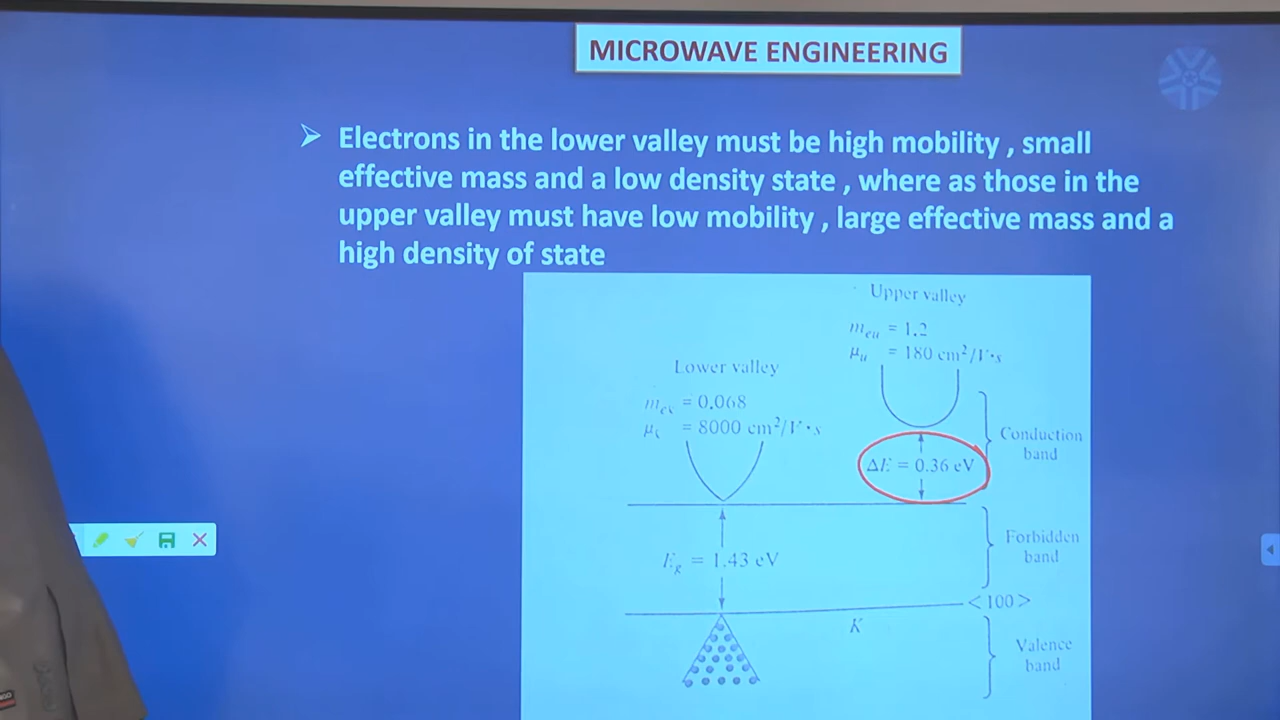 MICROWAVE ENGINEERING
➢ Electrons in the lower valley must be high mobility , small
effective mass and a low density state , where as those in the
upper valley must have low mobility , large effective mass and a
high density of state
Upper valley
m_eu = 1.2
μ_u = 180 cm²/V·s
Lower valley
= 0.068
= 8000 cm²/V·s
ΔE = 0.36 eV
Conduction
band
E_g = 1.43 eV
Forbidden
band
<100>
K
Valence
band